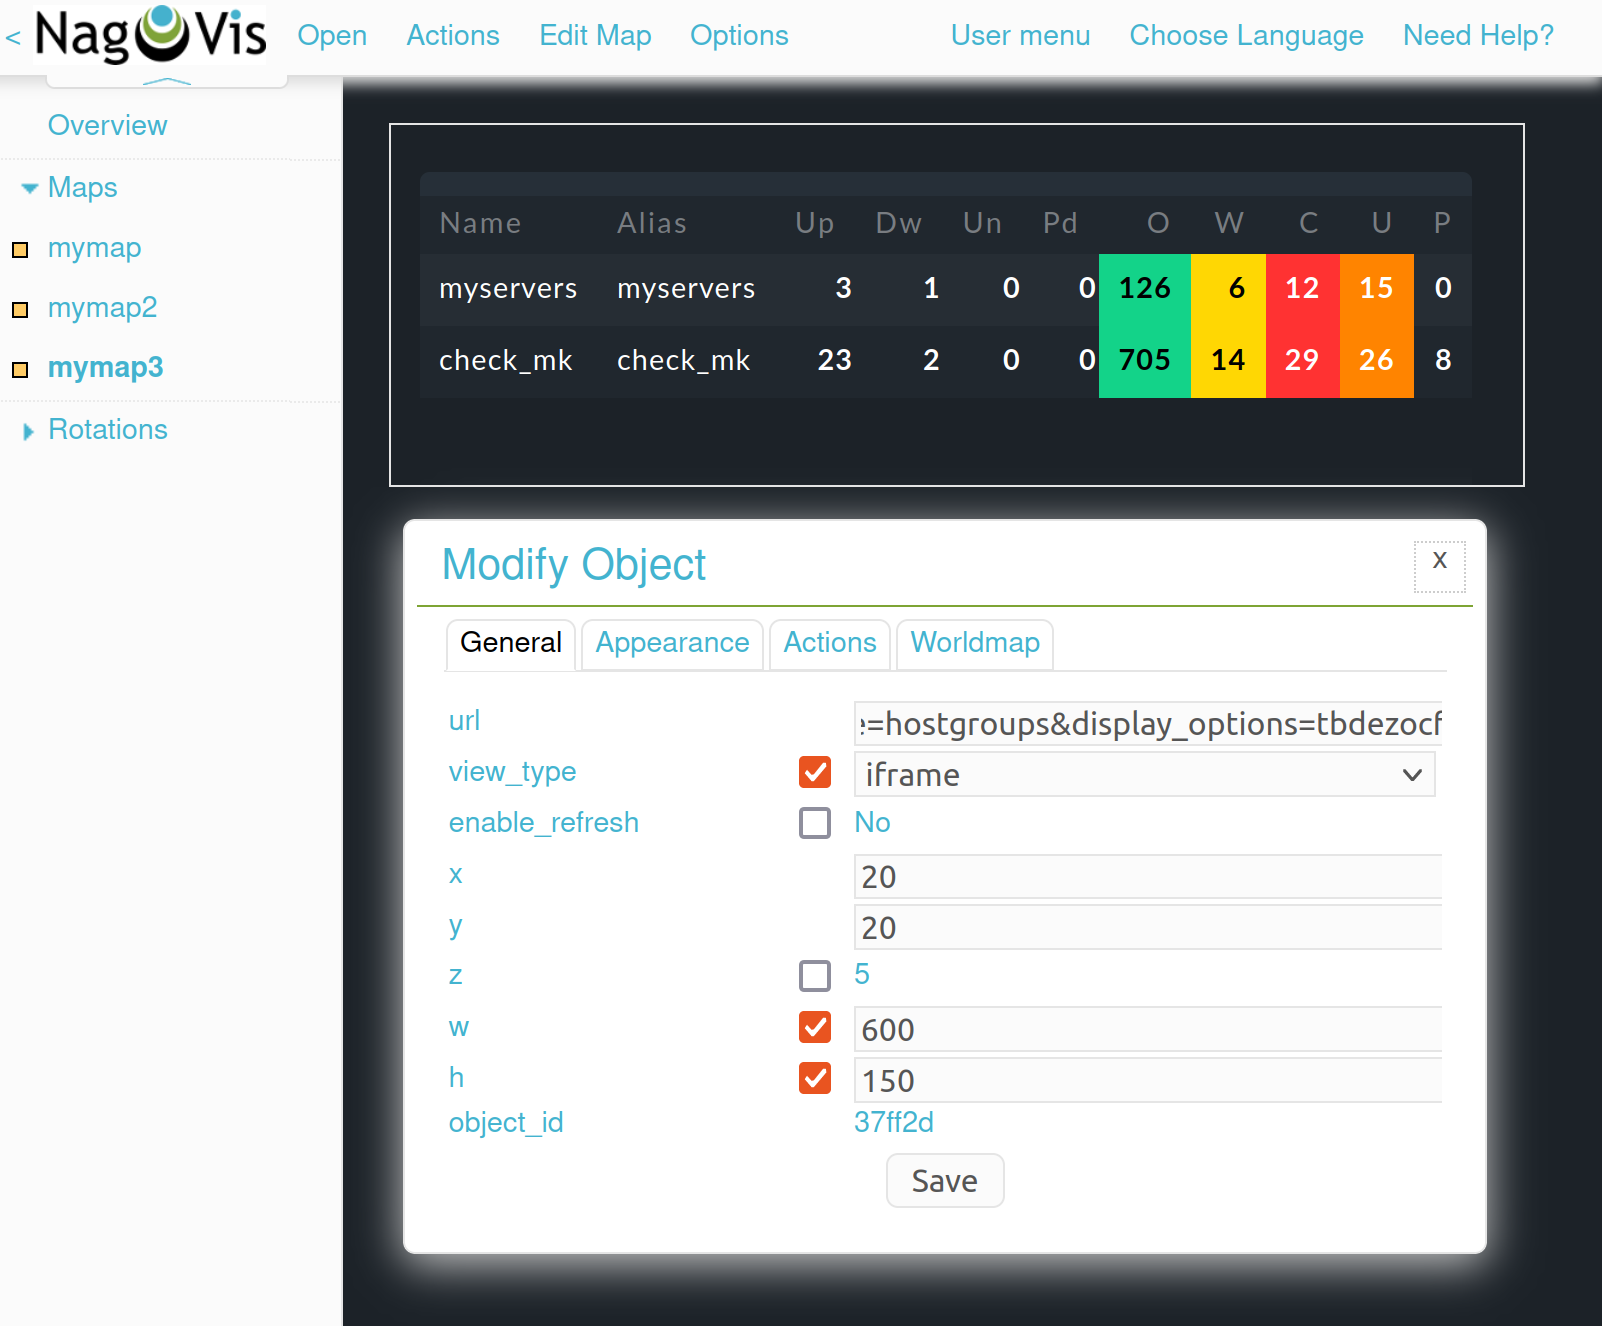 < NagVis Open Actions Edit Map Options User menu Choose Language Need Help?
Overview
Maps
mymap
mymap2
mymap3
Rotations
Name Alias Up Dw Un Pd O W C U P
myservers myservers 3 1 0 0 126 6 12 15 0
check_mk check_mk 23 2 0 0 705 14 29 26 8
Modify Object x
General Appearance Actions Worldmap
url =hostgroups&display_options=tbdezocf
view_type iframe
enable_refresh No
x 20
y 20
z 5
w 600
h 150
object_id 37ff2d
Save